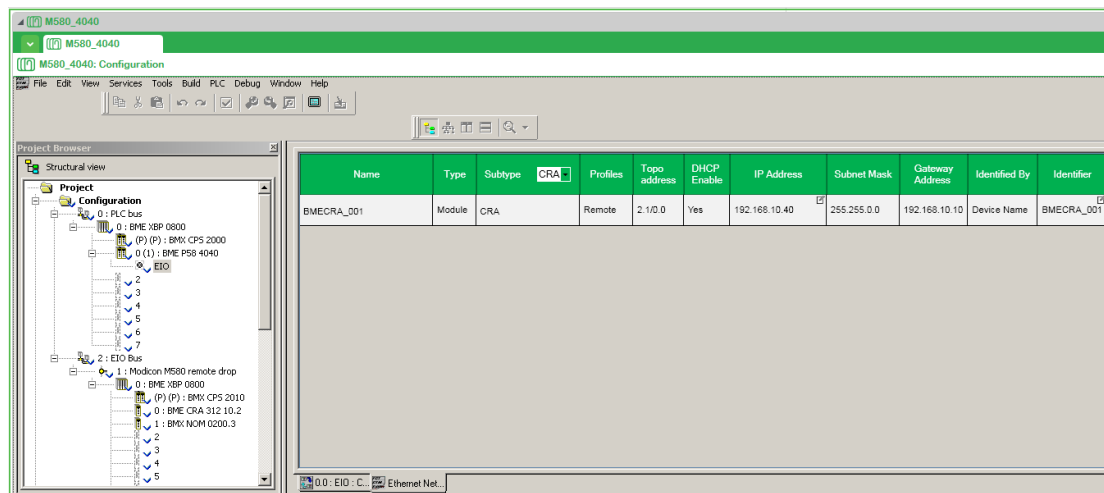 M580_4040
M580_4040
M580_4040: Configuration
File Edit View Services Tools Build PLC Debug Window Help
Project Browser
Structural view
Project
Configuration
0 : PLC bus
0 : BME XBP 0800
(P) (P) : BMX CPS 2000
0 (1) : BME P58 4040
EIO
2
3
4
5
6
7
2 : EIO Bus
1 : Modicon M580 remote drop
0 : BME XBP 0800
(P) (P) : BMX CPS 2010
0 : BME CRA 312 10.2
1 : BMX NOM 0200.3
2
3
4
5
Name Type Subtype CRA Profiles Topo address DHCP Enable IP Address Subnet Mask Gateway Address Identified By Identifier
BMECRA_001 Module CRA Remote 2.1/0.0 Yes 192.168.10.40 255.255.0.0 192.168.10.10 Device Name BMECRA_001
0.0 : EIO : C... Ethernet Net...